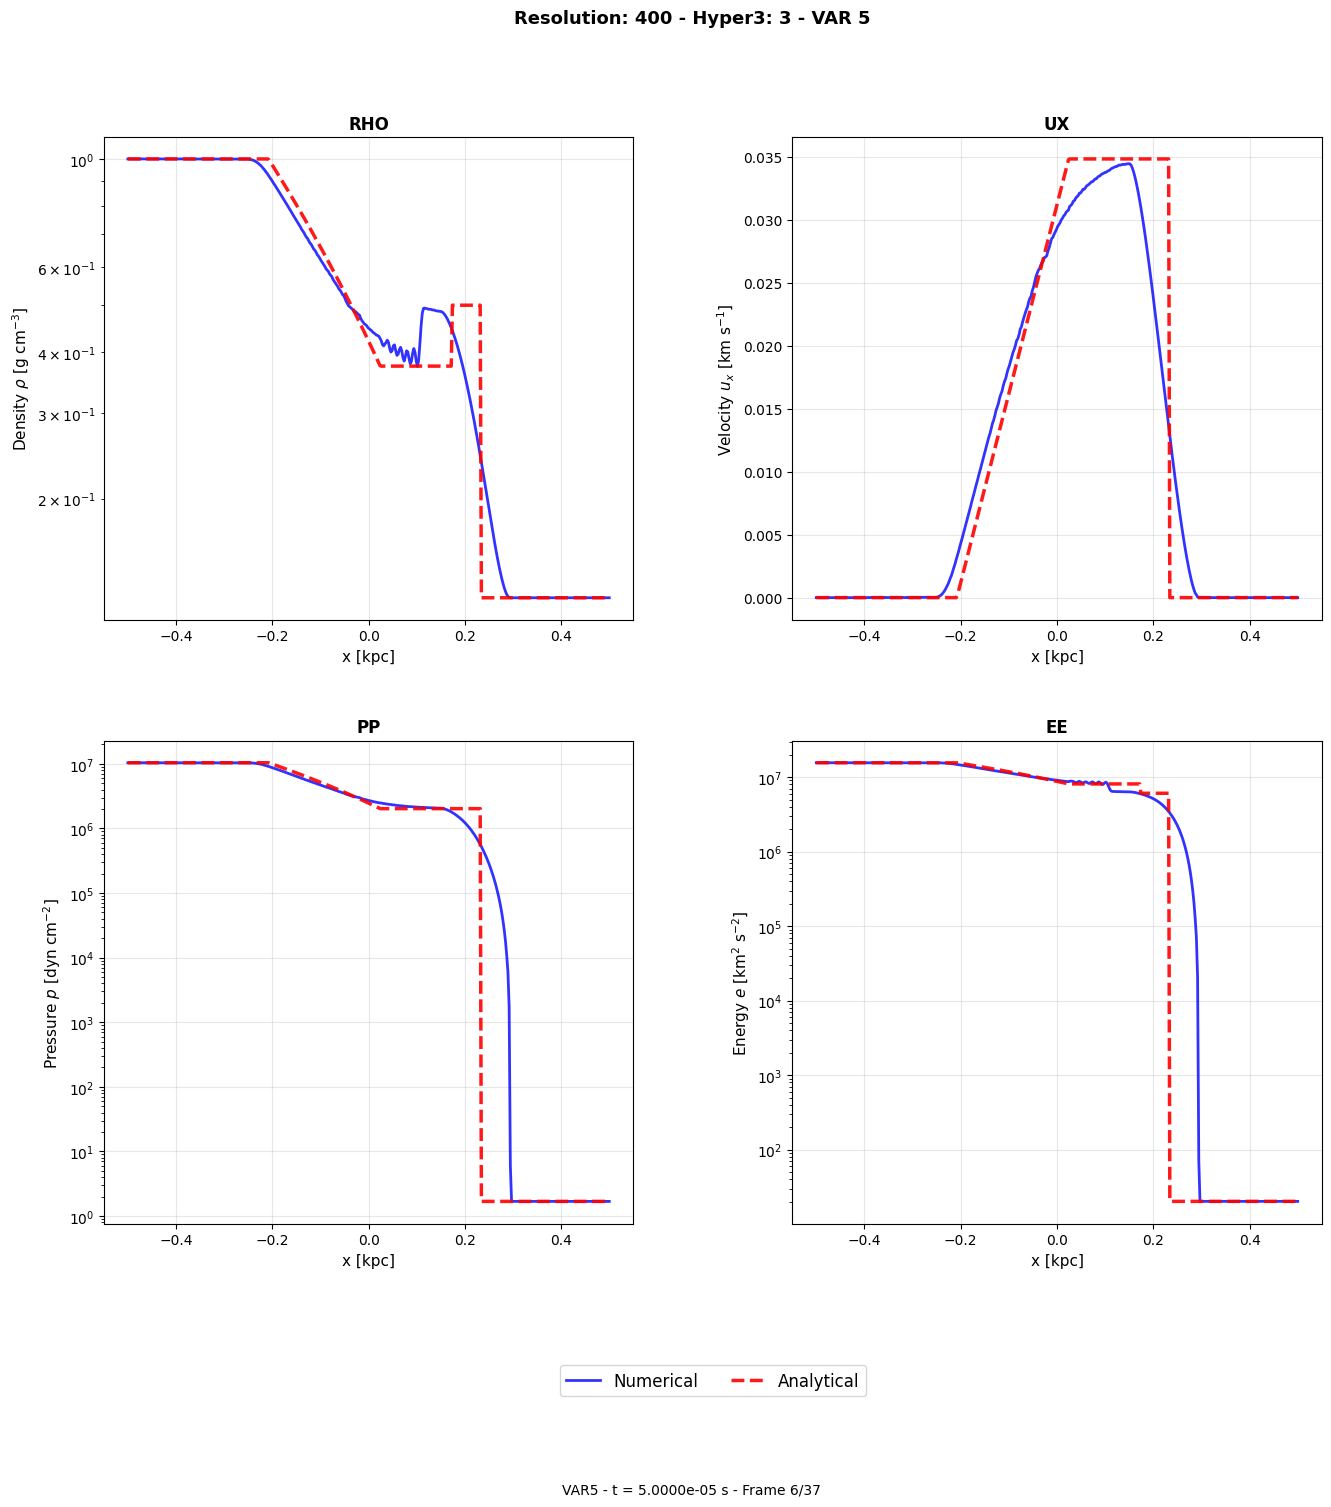 Resolution: 400 - Hyper3: 3 - VAR 5
RHO
Density ρ [g cm⁻³]
10⁰
6 × 10⁻¹
4 × 10⁻¹
3 × 10⁻¹
2 × 10⁻¹
−0.4 −0.2 0.0 0.2 0.4
x [kpc]
UX
Velocity uₓ [km s⁻¹]
0.035
0.030
0.025
0.020
0.015
0.010
0.005
0.000
−0.4 −0.2 0.0 0.2 0.4
x [kpc]
PP
Pressure p [dyn cm⁻²]
10⁷
10⁶
10⁵
10⁴
10³
10²
10¹
10⁰
−0.4 −0.2 0.0 0.2 0.4
x [kpc]
EE
Energy e [km² s⁻²]
10⁷
10⁶
10⁵
10⁴
10³
10²
−0.4 −0.2 0.0 0.2 0.4
x [kpc]
Numerical Analytical
VAR5 - t = 5.0000e-05 s - Frame 6/37